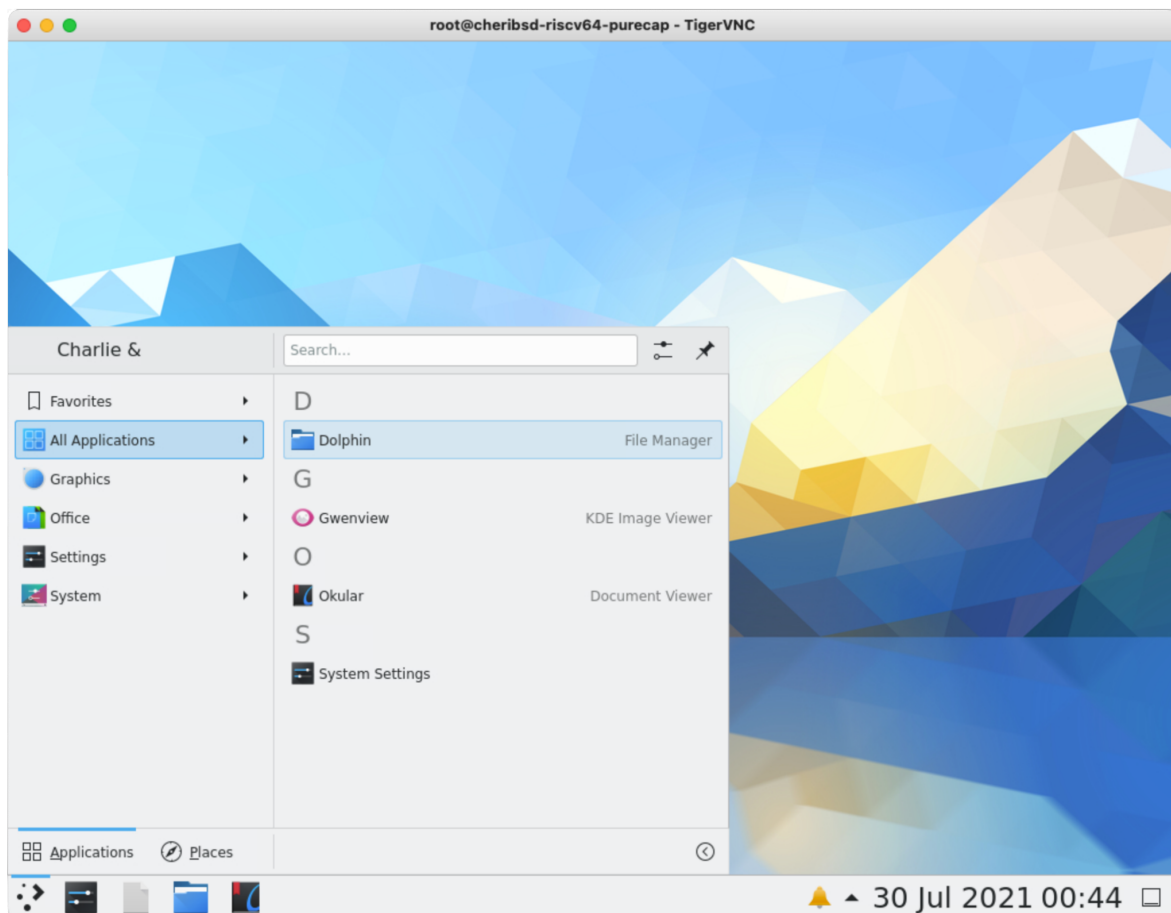 root@cheribsd-riscv64-purecap - TigerVNC
Charlie &
Search...
Favorites
All Applications
Graphics
Office
Settings
System
D
Dolphin File Manager
G
Gwenview KDE Image Viewer
O
Okular Document Viewer
S
System Settings
Applications Places
30 Jul 2021 00:44